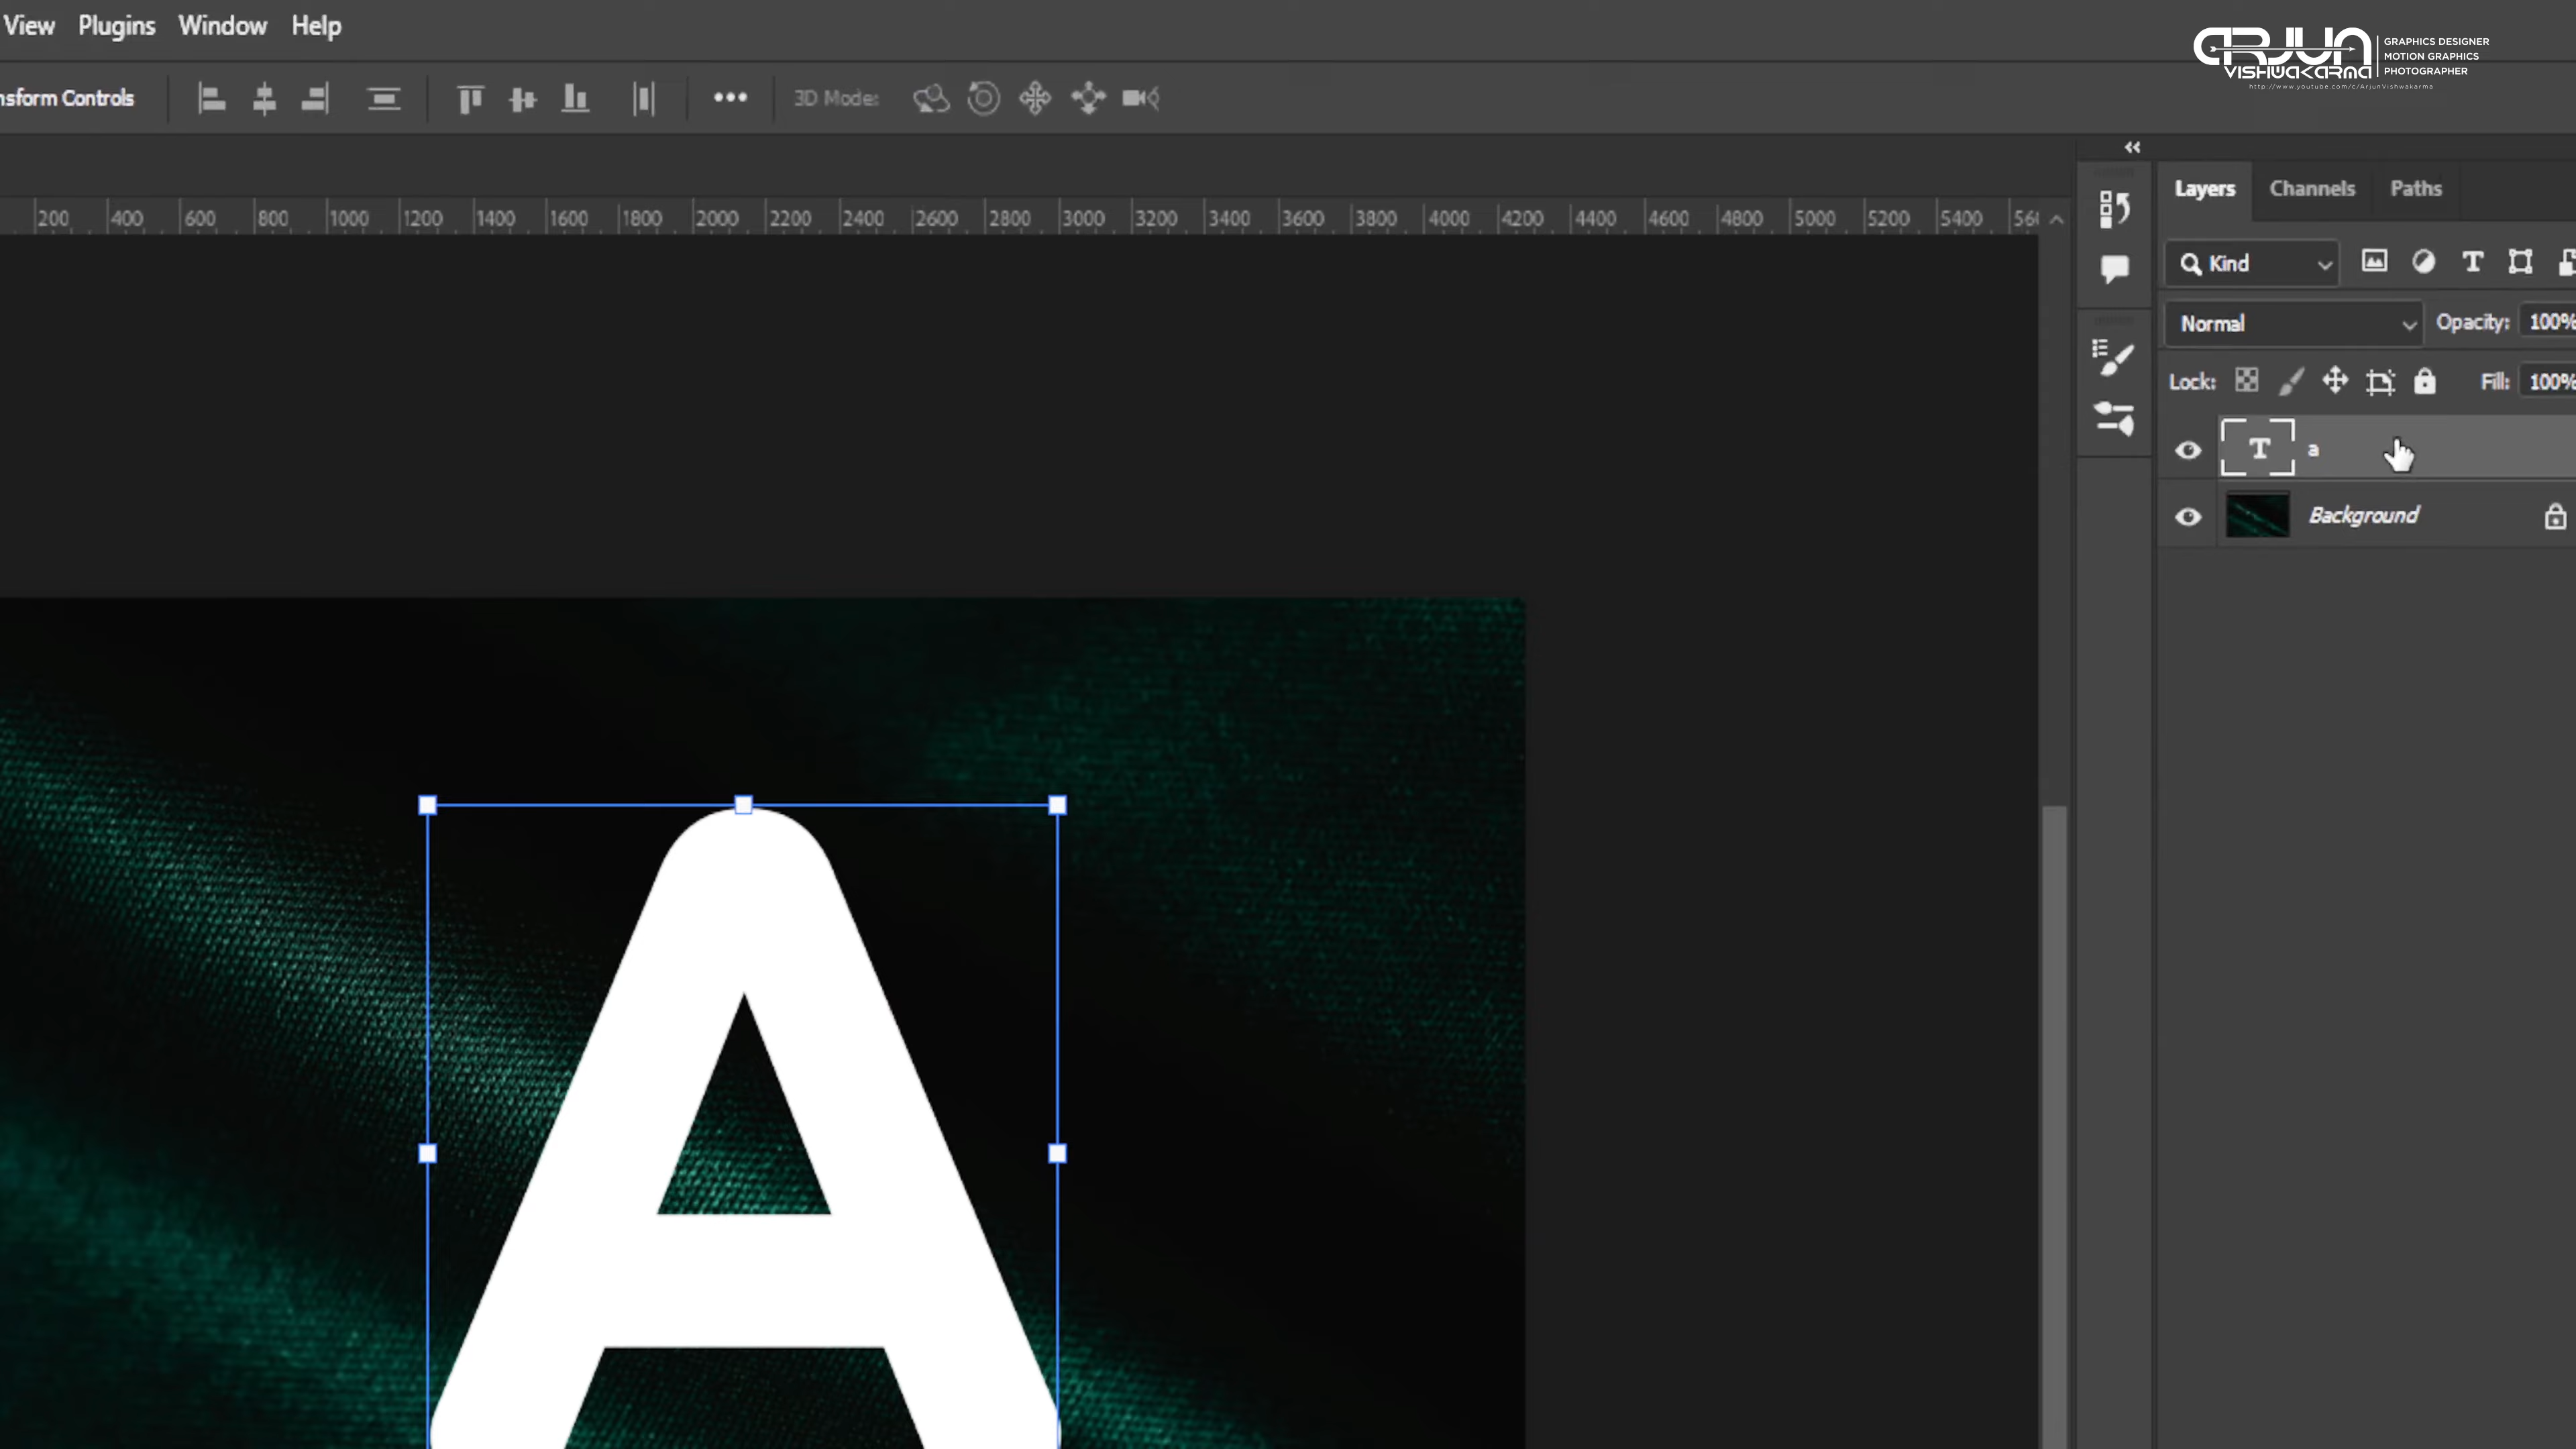 View Plugins Window Help
ARJUN
VISHWAKARMA
GRAPHICS DESIGNER
MOTION GRAPHICS
PHOTOGRAPHER
http://www.youtube.com/c/ArjunVishwakarma
nsform Controls
3D Mode:
200 400 600 800 1000 1200 1400 1600 1800 2000 2200 2400 2600 2800 3000 3200 3400 3600 3800 4000 4200 4400 4600 4800 5000 5200 5400 56
Layers Channels Paths
Kind
Normal Opacity: 100%
Lock: Fill: 100%
T a
Background
A